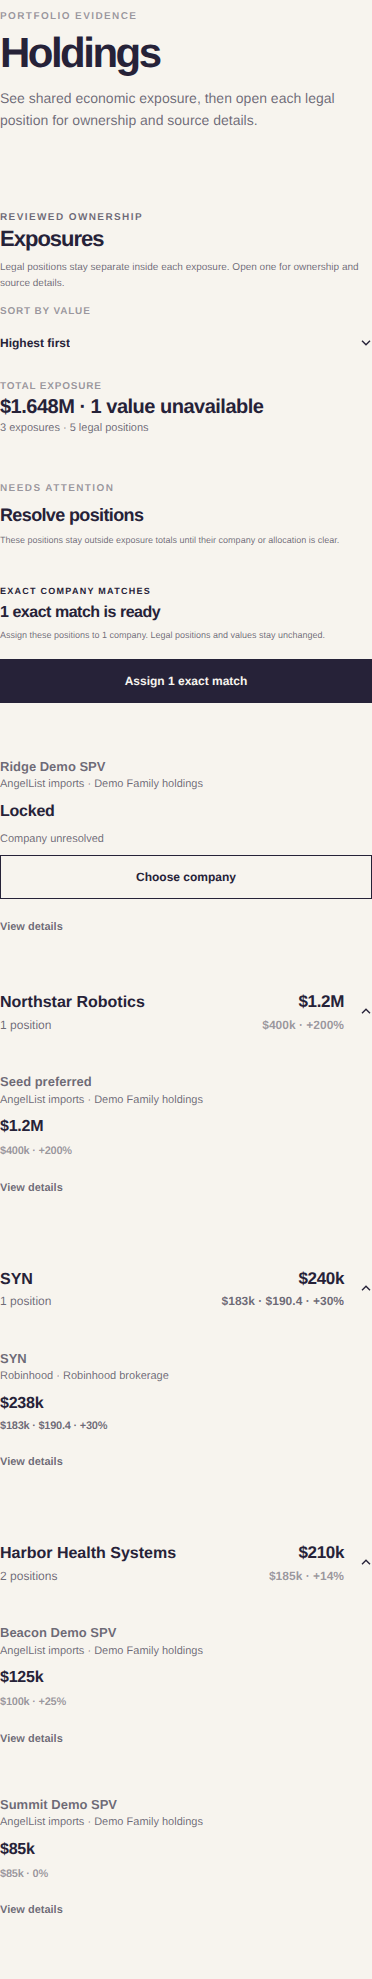 PORTFOLIO EVIDENCE
Holdings
See shared economic exposure, then open each legal
position for ownership and source details.
REVIEWED OWNERSHIP
Exposures
Legal positions stay separate inside each exposure. Open one for ownership and
source details.
SORT BY VALUE
Highest first
TOTAL EXPOSURE
$1.648M · 1 value unavailable
3 exposures · 5 legal positions
NEEDS ATTENTION
Resolve positions
These positions stay outside exposure totals until their company or allocation is clear.
EXACT COMPANY MATCHES
1 exact match is ready
Assign these positions to 1 company. Legal positions and values stay unchanged.
Assign 1 exact match
Ridge Demo SPV
AngelList imports · Demo Family holdings
Locked
Company unresolved
Choose company
View details
Northstar Robotics $1.2M
1 position $400k · +200%
Seed preferred
AngelList imports · Demo Family holdings
$1.2M
$400k · +200%
View details
SYN $240k
1 position $183k · $190.4 · +30%
SYN
Robinhood · Robinhood brokerage
$238k
$183k · $190.4 · +30%
View details
Harbor Health Systems $210k
2 positions $185k · +14%
Beacon Demo SPV
AngelList imports · Demo Family holdings
$125k
$100k · +25%
View details
Summit Demo SPV
AngelList imports · Demo Family holdings
$85k
$85k · 0%
View details